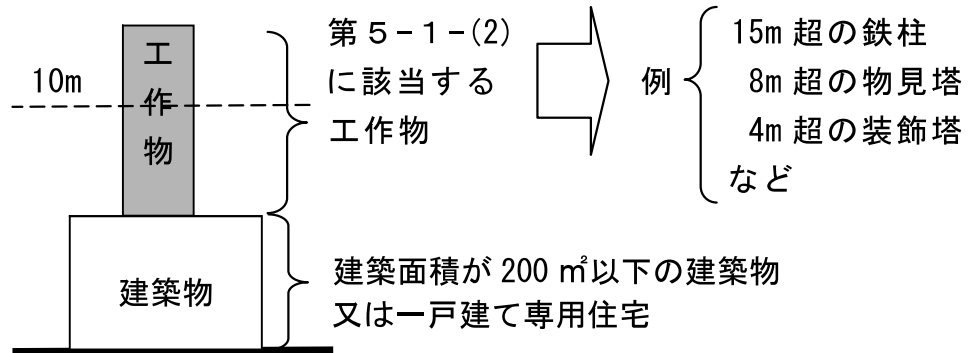 工作物
10m
第５-１-(2)
に該当する
工作物
例
15m 超の鉄柱
8m 超の物見塔
4m 超の装飾塔
など
建築物
建築面積が 200 ㎡以下の建築物
又は一戸建て専用住宅